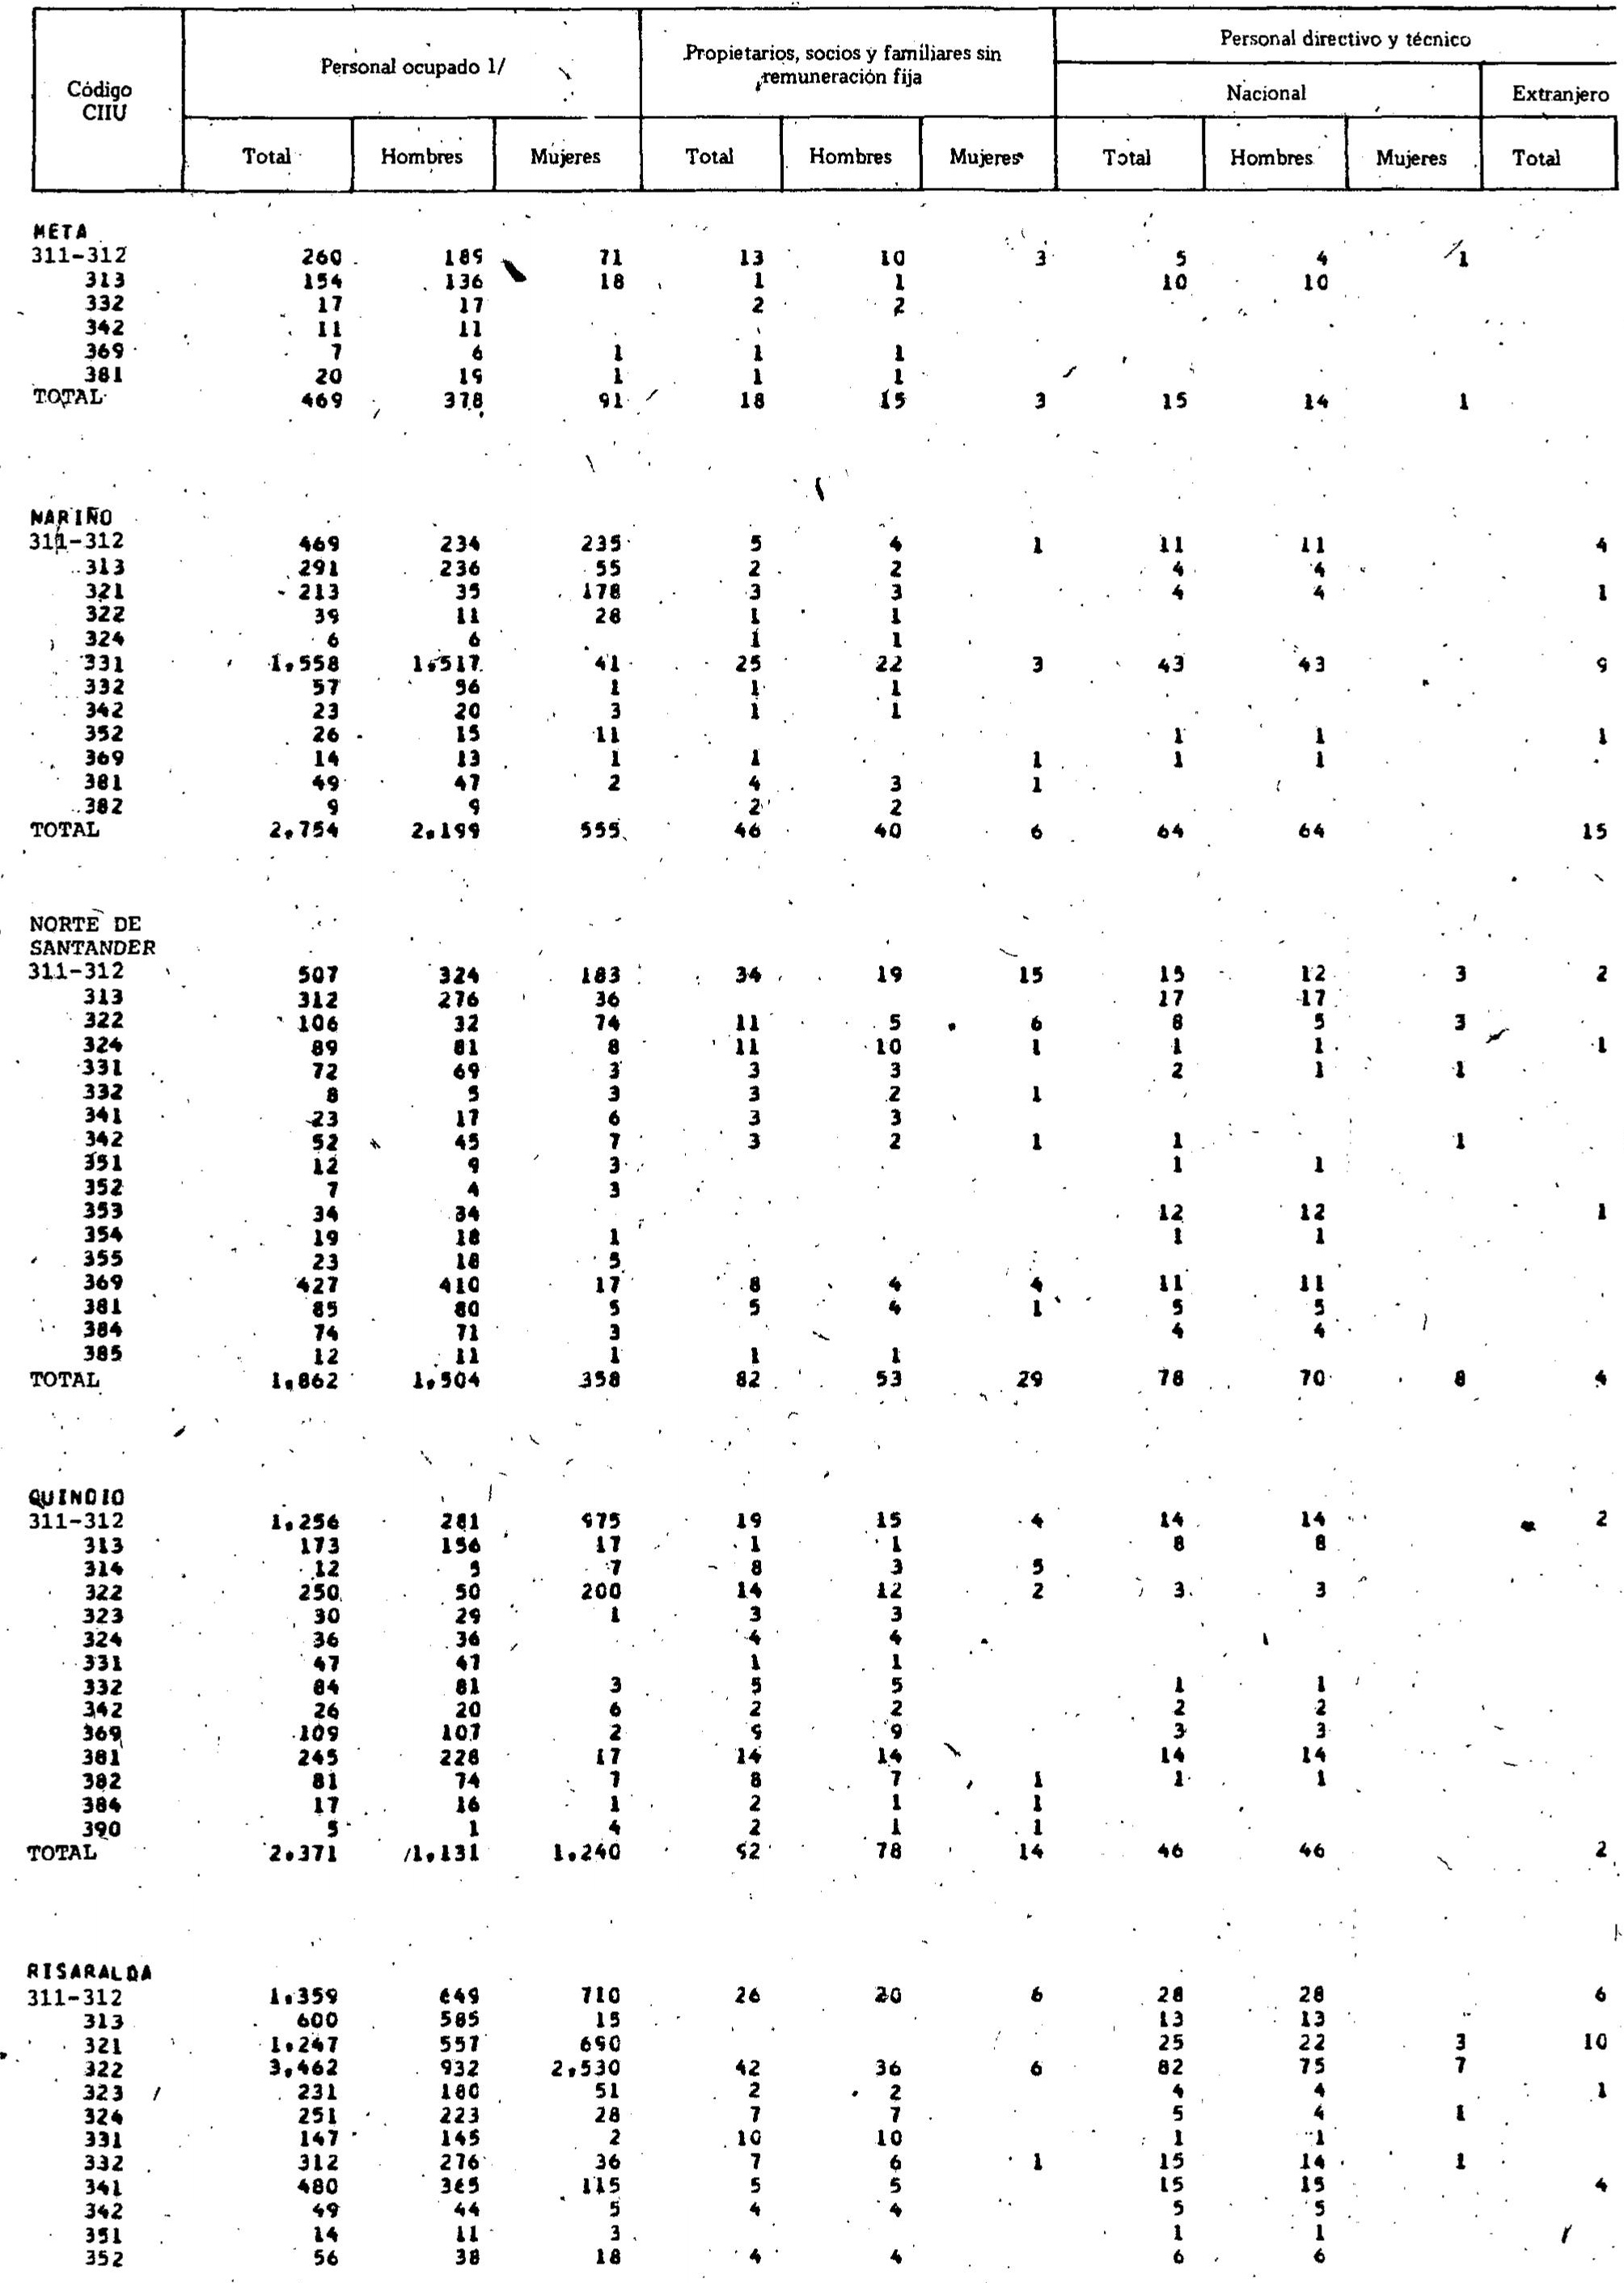 Código CIIU
Personal ocupado 1/
Propietarios, socios y familiares sin remuneración fija
Personal directivo y técnico
Nacional Extranjero
Total Hombres Mujeres Total Hombres Mujeres Total Hombres Mujeres Total
META
311-312 260 189 71 13 10 3 5 4 1
313 154 136 18 1 1 10 10
332 17 17 2 2
342 11 11
369 7 6 1 1 1
381 20 19 1 1 1
TOTAL 469 378 91 18 15 3 15 14 1
NARIÑO
311-312 469 234 235 5 4 1 11 11 4
313 291 236 55 2 2 4 4
321 213 35 178 3 3 4 4 1
322 39 11 28 1 1
324 6 6 1 1
331 1,558 1,517 41 25 22 3 43 43 9
332 57 56 1 1 1
342 23 20 3 1 1
352 26 15 11 1 1 1
369 14 13 1 1 1 1 1
381 49 47 2 4 3 1
382 9 9 2 2
TOTAL 2,754 2,199 555 46 40 6 64 64 15
NORTE DE
SANTANDER
311-312 507 324 183 34 19 15 15 12 3 2
313 312 276 36 17 17
322 106 32 74 11 5 6 8 5 3
324 89 81 8 11 10 1 1 1 1
331 72 69 3 3 3 2 1 1
332 8 5 3 3 2 1
341 23 17 6 3 3
342 52 45 7 3 2 1 1 1
351 12 9 3 1 1
352 7 4 3
353 34 34 12 12 1
354 19 18 1 1 1
355 23 18 5
369 427 410 17 8 4 4 11 11
381 85 80 5 5 4 1 5 5
384 74 71 3 4 4
385 12 11 1 1 1
TOTAL 1,862 1,504 358 82 53 29 78 70 8 4
QUINDIO
311-312 1,256 281 975 19 15 4 14 14 2
313 173 156 17 1 1 8 8
314 12 5 7 8 3 5
322 250 50 200 14 12 2 3 3
323 30 29 1 3 3
324 36 36 4 4
331 47 47 1 1
332 84 81 3 5 5 1 1
342 26 20 6 2 2 2 2
369 109 107 2 9 9 3 3
381 245 228 17 14 14 14 14
382 81 74 7 8 7 1 1 1
384 17 16 1 2 1 1
390 5 1 4 2 1 1
TOTAL 2,371 1,131 1,240 92 78 14 46 46 2
RISARALDA
311-312 1,359 649 710 26 20 6 28 28 6
313 600 585 15 13 13
321 1,247 557 690 25 22 3 10
322 3,462 932 2,530 42 36 6 82 75 7
323 231 180 51 2 2 4 4 1
324 251 223 28 7 7 5 4 1
331 147 145 2 10 10 1 1
332 312 276 36 7 6 1 15 14 1
341 480 365 115 5 5 15 15 4
342 49 44 5 4 4 5 5
351 14 11 3 1 1
352 56 38 18 4 4 6 6